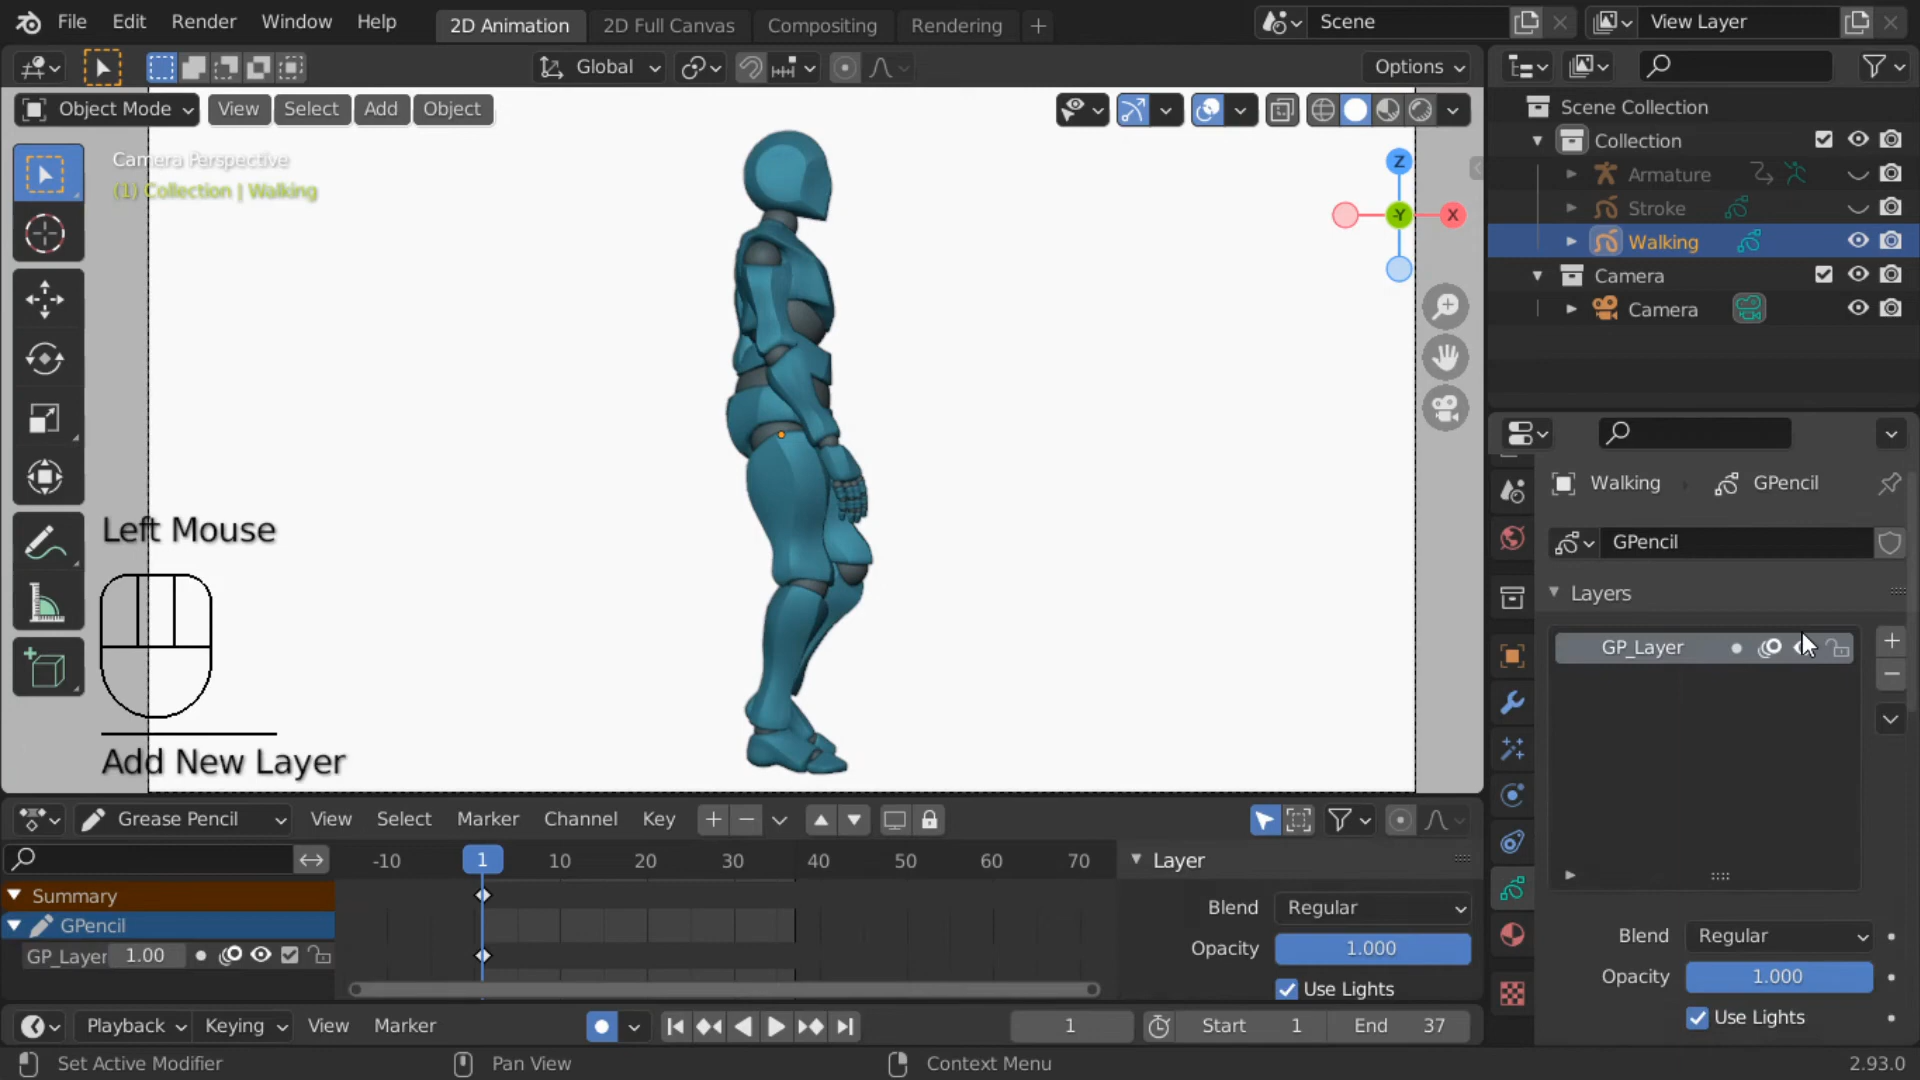 File Edit Render Window Help 2D Animation 2D Full Canvas Compositing Rendering + Scene View Layer
Global Options
Object Mode View Select Add Object
Camera Perspective
(1) Collection | Walking
Z
-Y X
Scene Collection
Collection
Armature
Stroke
Walking
Camera
Camera
Walking GPencil
GPencil
Layers
GP_Layer
Left Mouse
Add New Layer
Blend Regular
Opacity 1.000
Use Lights
Grease Pencil View Select Marker Channel Key
-10 1 10 20 30 40 50 60 70 Layer
Summary
Blend Regular
GPencil
GP_Layer 1.00
Opacity 1.000
Use Lights
Playback Keying View Marker 1 Start 1 End 37
Set Active Modifier Pan View Context Menu 2.93.0